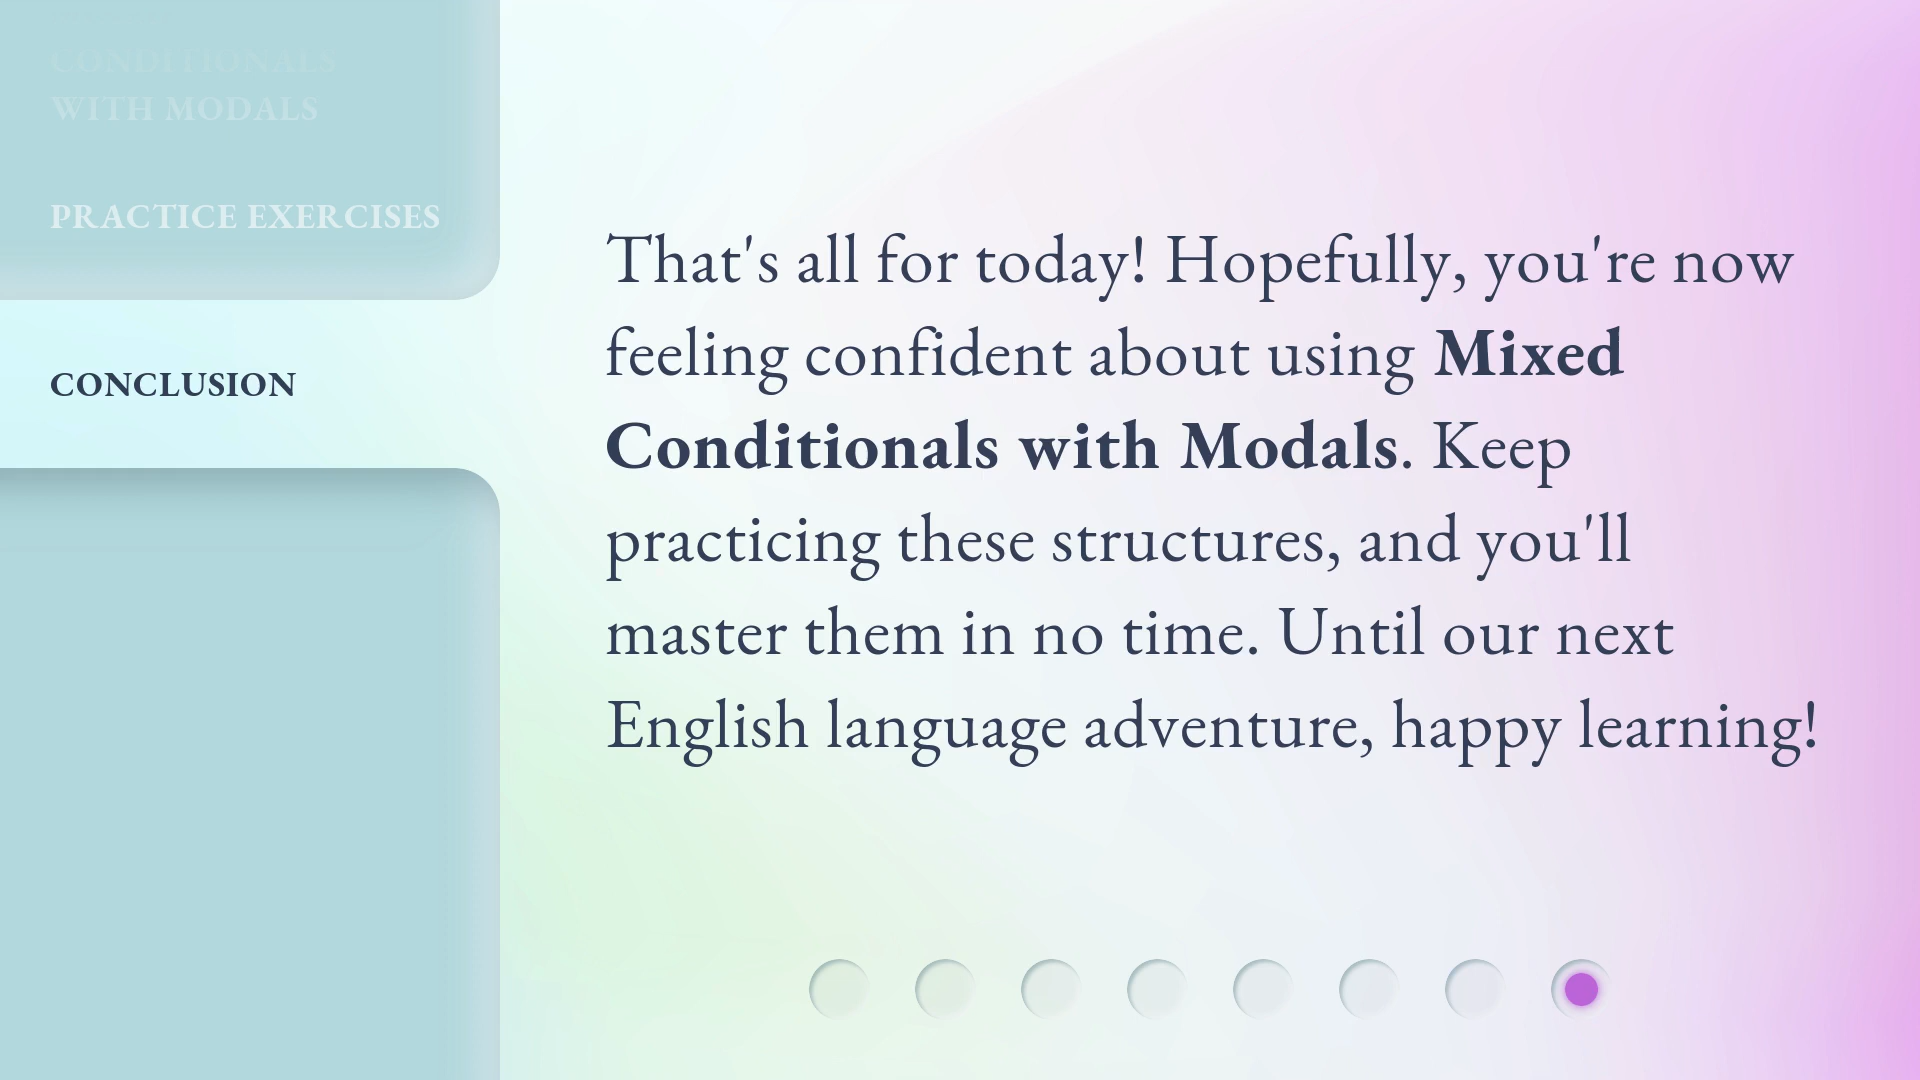 CONDITIONALS
WITH MODALS
PRACTICE EXERCISES
CONCLUSION
That's all for today! Hopefully, you're now
feeling confident about using Mixed
Conditionals with Modals. Keep
practicing these structures, and you'll
master them in no time. Until our next
English language adventure, happy learning!